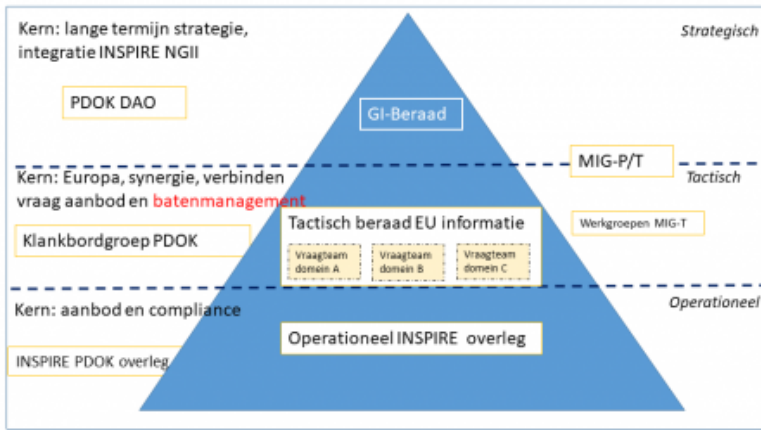 Kern: lange termijn strategie,
integratie INSPIRE NGII
Strategisch
PDOK DAO
GI-Beraad
MIG-P/T
Kern: Europa, synergie, verbinden
vraag aanbod en batenmanagement
Tactisch
Klankbordgroep PDOK
Tactisch beraad EU informatie
Werkgroepen MIG-T
Vraagteam
domein A
Vraagteam
domein B
Vraagteam
domein C
Kern: aanbod en compliance
Operationeel
Operationeel INSPIRE overleg
INSPIRE PDOK overleg